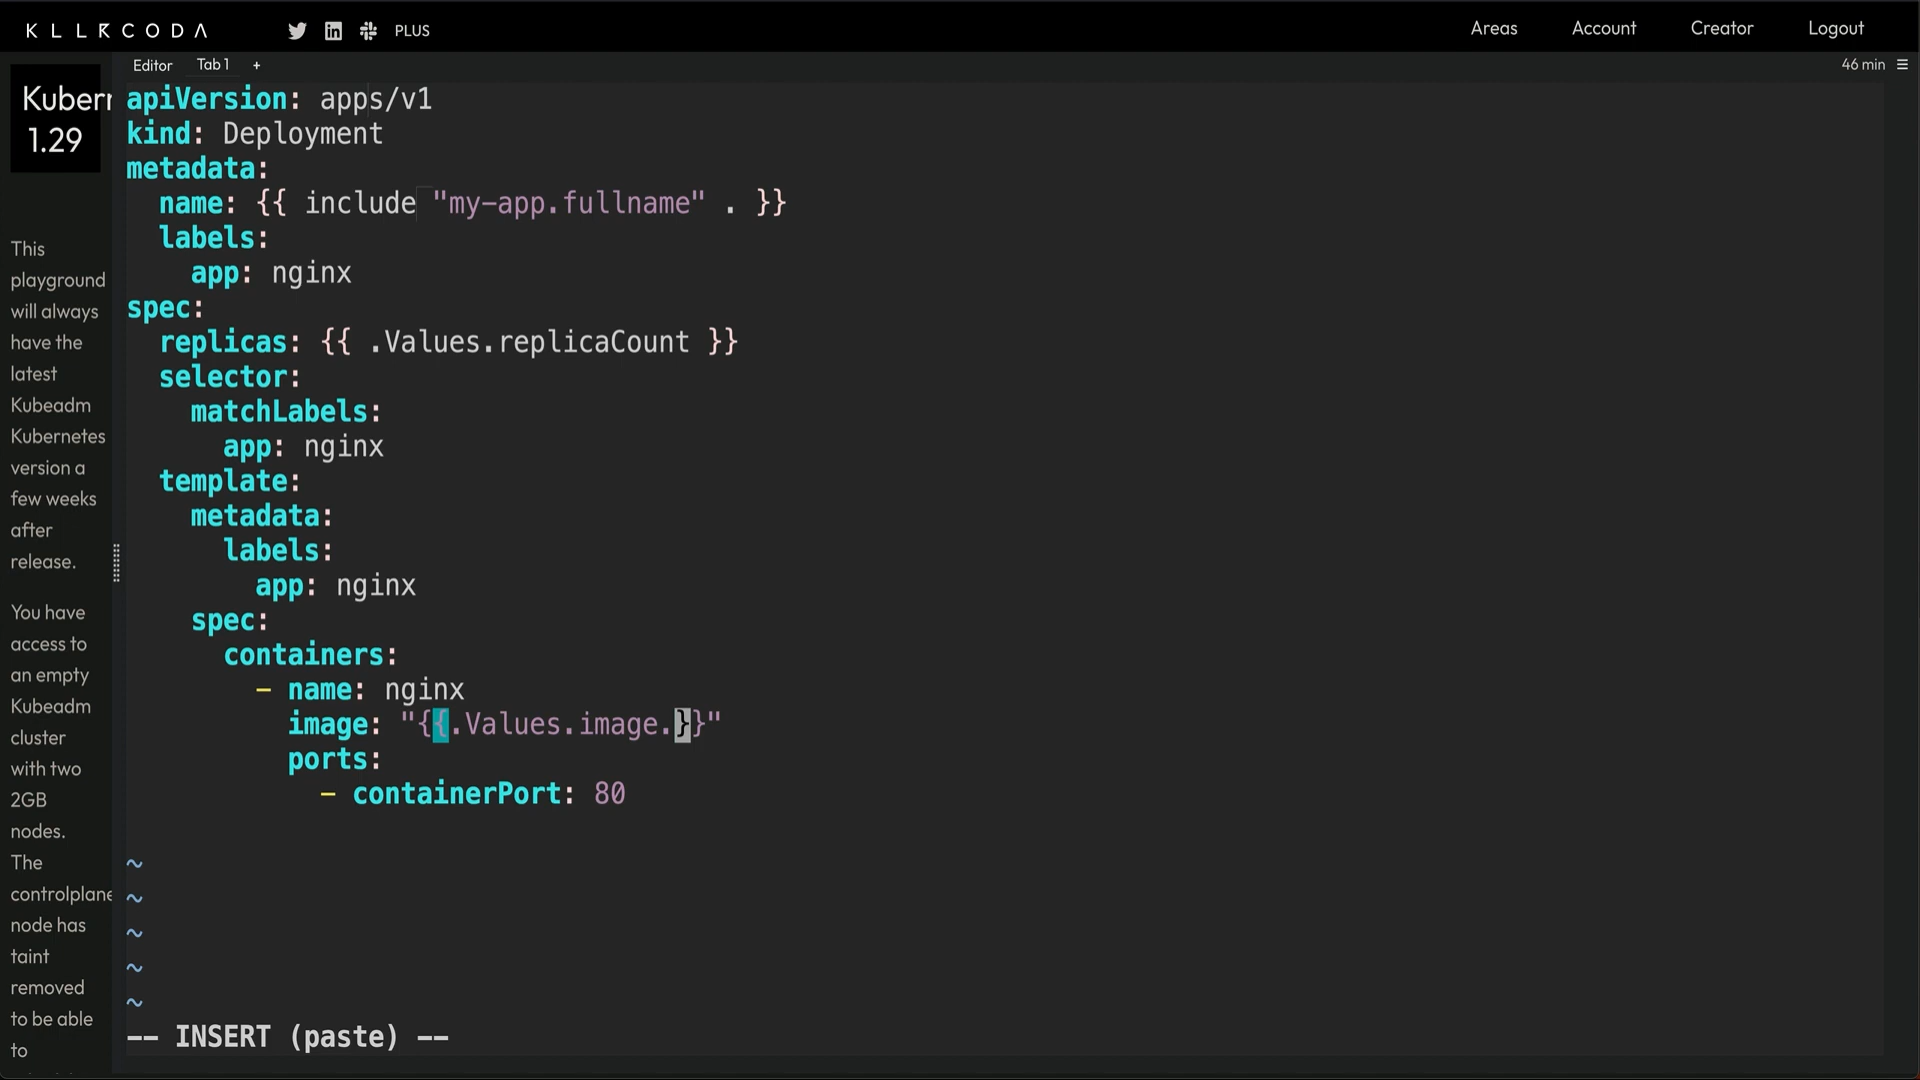 KLLRCODA PLUS Areas Account Creator Logout
Editor Tab 1 + 46 min
Kubern
1.29
This
playground
will always
have the
latest
Kubeadm
Kubernetes
version a
few weeks
after
release.
You have
access to
an empty
Kubeadm
cluster
with two
2GB
nodes.
The
controlplane
node has
taint
removed
to be able
to
apiVersion: apps/v1
kind: Deployment
metadata:
  name: {{ include "my-app.fullname" . }}
  labels:
    app: nginx
spec:
  replicas: {{ .Values.replicaCount }}
  selector:
    matchLabels:
      app: nginx
  template:
    metadata:
      labels:
        app: nginx
    spec:
      containers:
        - name: nginx
          image: "{{.Values.image.}}"
          ports:
            - containerPort: 80
~
~
~
~
~
-- INSERT (paste) --